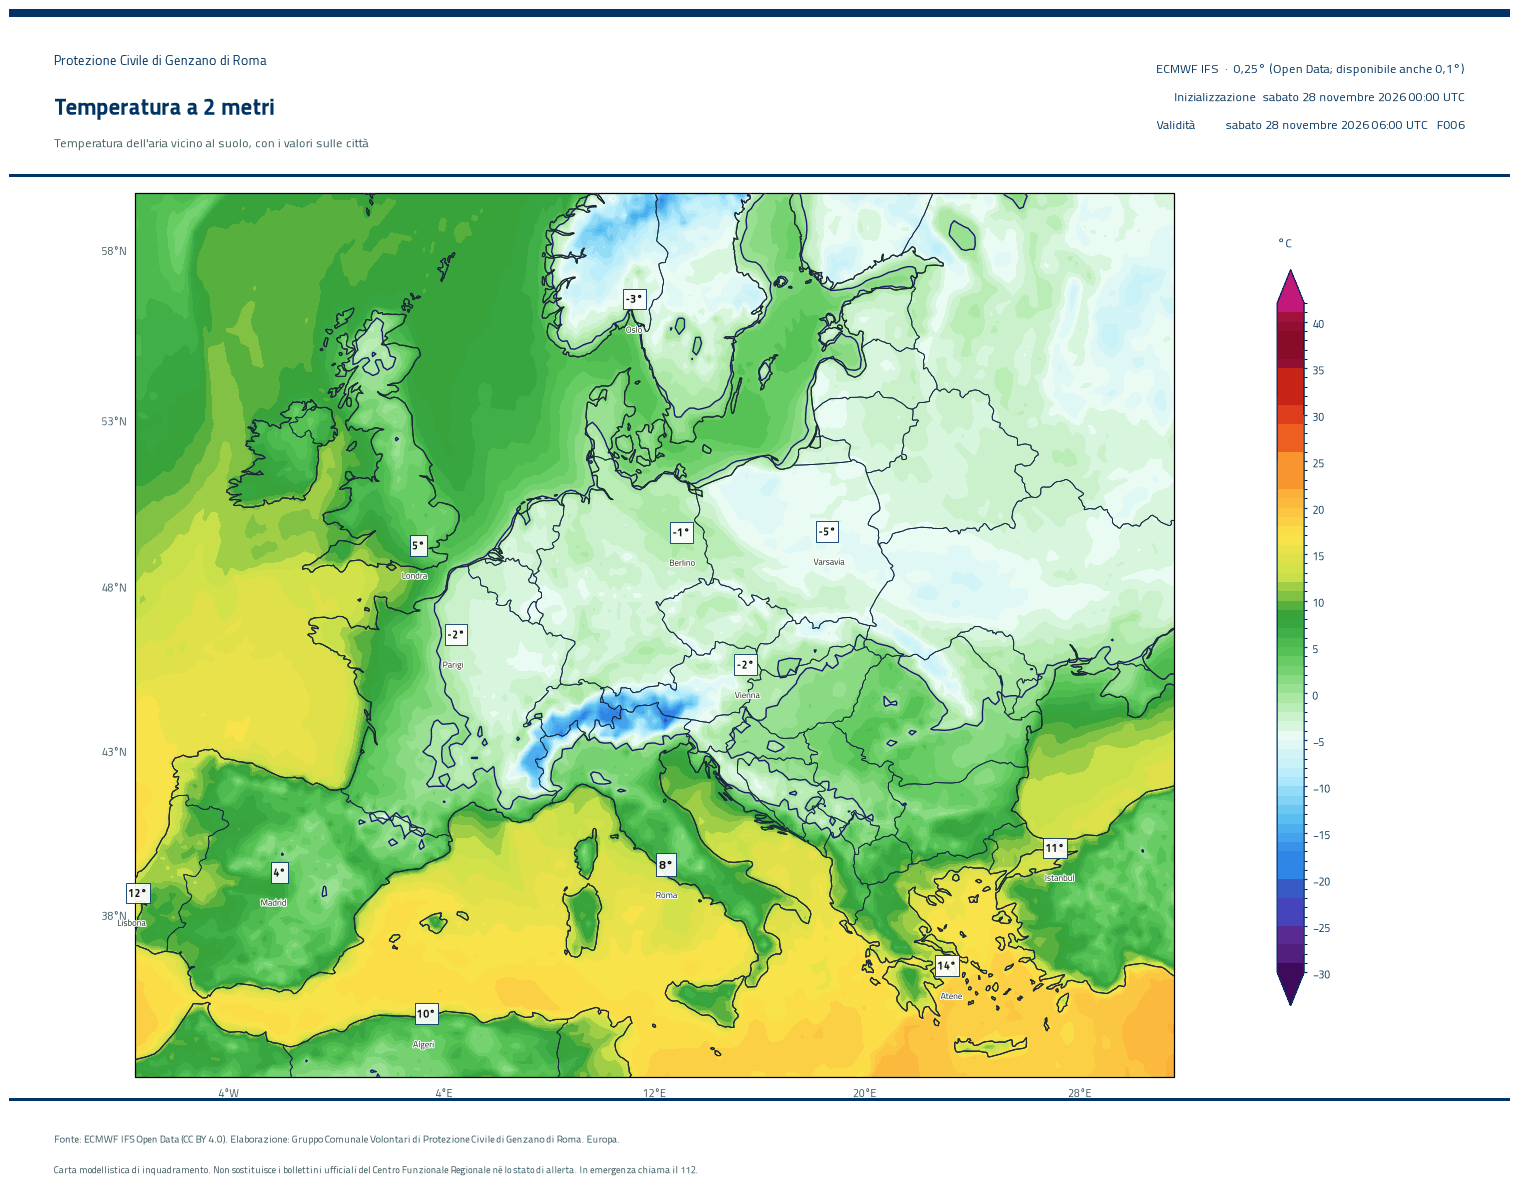 Protezione Civile di Genzano di Roma
Temperatura a 2 metri
Temperatura dell'aria vicino al suolo, con i valori sulle città
ECMWF IFS · 0,25° (Open Data; disponibile anche 0,1°)
Inizializzazione sabato 28 novembre 2026 00:00 UTC
Validità sabato 28 novembre 2026 06:00 UTC F006
58°N
53°N
48°N
43°N
38°N
4°W
4°E
12°E
20°E
28°E
-3°
Oslo
5°
Londra
-1°
Berlino
-5°
Varsavia
-2°
Parigi
-2°
Vienna
4°
Madrid
12°
Lisbona
8°
Roma
11°
Istanbul
14°
Atene
10°
Algeri
°C
40
35
30
25
20
15
10
5
0
−5
−10
−15
−20
−25
−30
Fonte: ECMWF IFS Open Data (CC BY 4.0). Elaborazione: Gruppo Comunale Volontari di Protezione Civile di Genzano di Roma. Europa.
Carta modellistica di inquadramento. Non sostituisce i bollettini ufficiali del Centro Funzionale Regionale né lo stato di allerta. In emergenza chiama il 112.